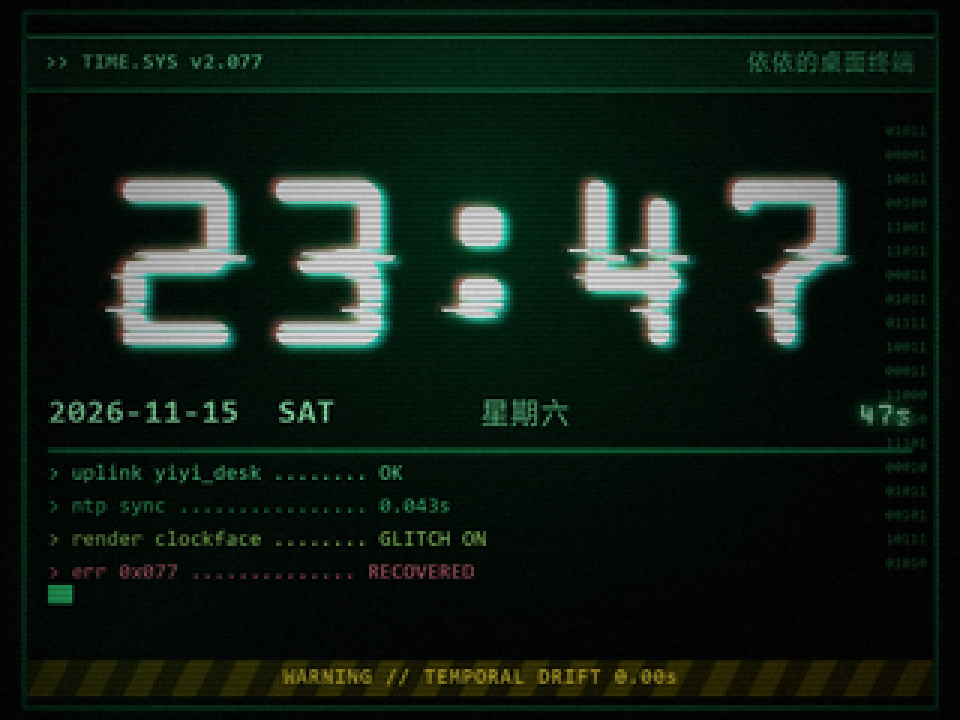 >> TIME.SYS v2.077
依依的桌面终端
23:47
2026-11-15 SAT 星期六 47s
> uplink yiyi_desk ........ OK
> ntp sync ................ 0.043s
> render clockface ........ GLITCH ON
> err 0x077 .............. RECOVERED
WARNING // TEMPORAL DRIFT 0.00s